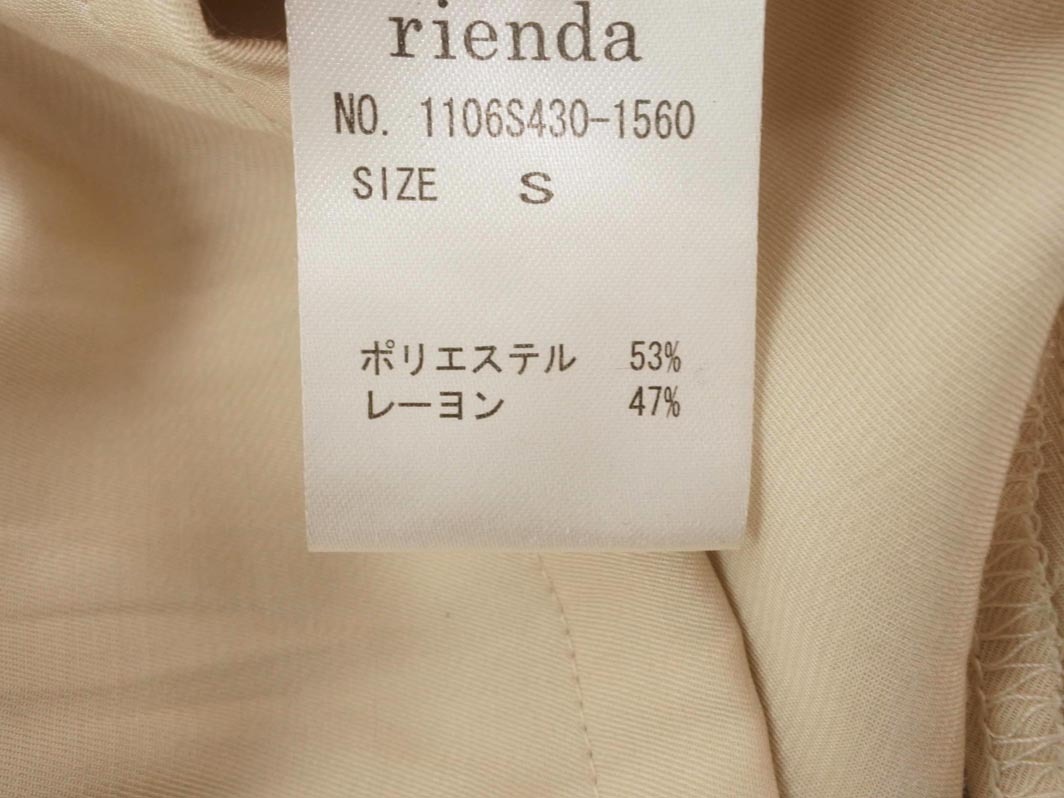 rienda
NO. 1106S430-1560
SIZE S
ポリエステル 53%
レーヨン 47%